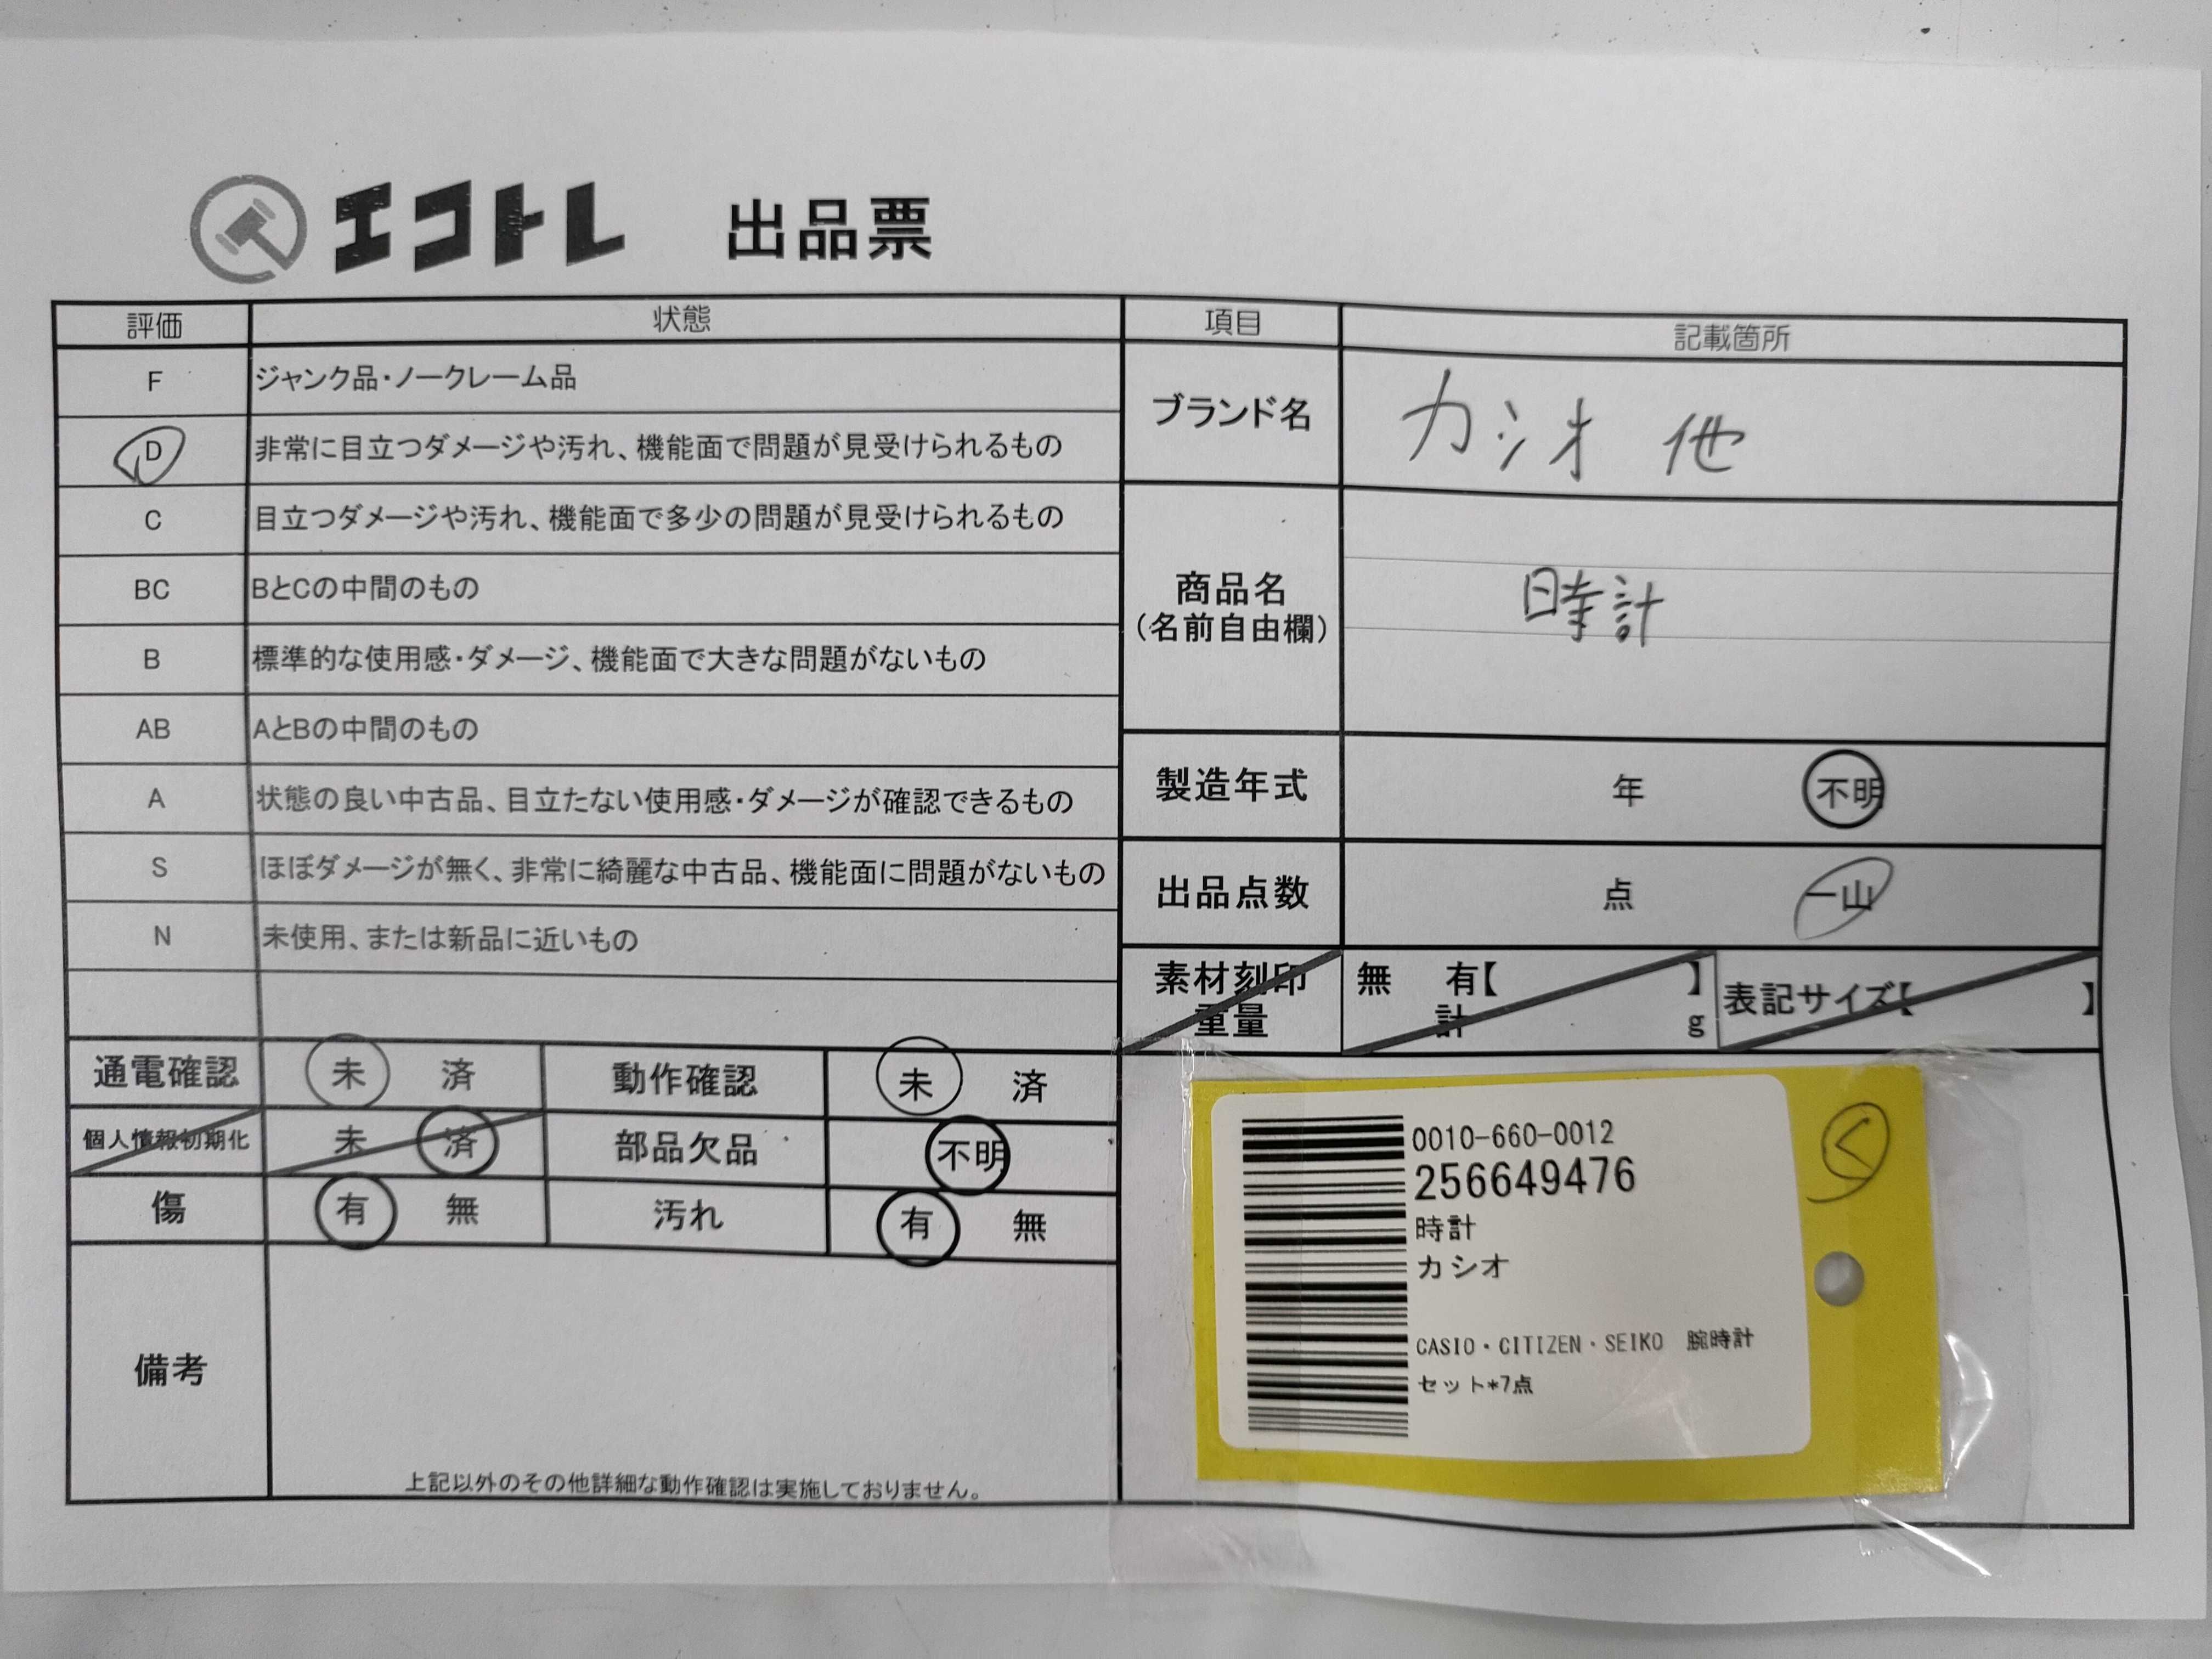 エコトレ 出品票
評価 状態
F ジャンク品・ノークレーム品
D 非常に目立つダメージや汚れ、機能面で問題が見受けられるもの
C 目立つダメージや汚れ、機能面で多少の問題が見受けられるもの
BC BとCの中間のもの
B 標準的な使用感・ダメージ、機能面で大きな問題がないもの
AB AとBの中間のもの
A 状態の良い中古品、目立たない使用感・ダメージが確認できるもの
S ほぼダメージが無く、非常に綺麗な中古品、機能面に問題がないもの
N 未使用、または新品に近いもの
通電確認 未 済 動作確認 未 済
個人情報初期化 未 済 部品欠品 不明
傷 有 無 汚れ 有 無
備考
上記以外のその他詳細な動作確認は実施しておりません。
項目 記載箇所
ブランド名 カシオ 他
商品名
(名前自由欄)
時計
製造年式 年 不明
出品点数 点 一山
素材刻印 無 有【 】 表記サイズ【 】
重量 計 g
0010-660-0012
256649476
時計
カシオ
CASIO・CITIZEN・SEIKO 腕時計
セット*7点
く